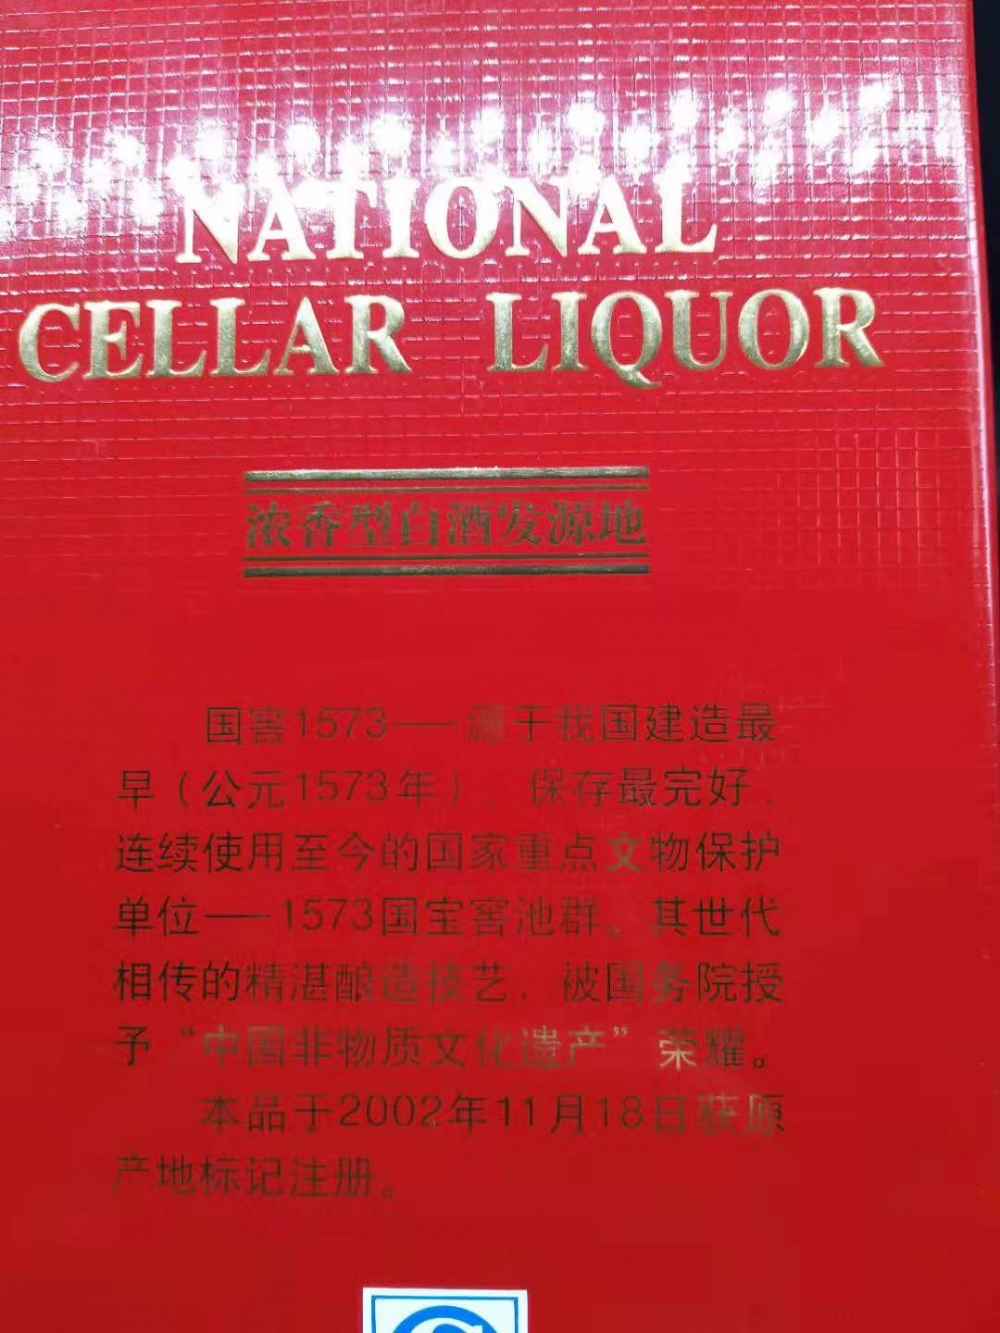 NATIONAL
CELLAR LIQUOR
浓香型白酒发源地
国窖1573——源于我国建造最
早(公元1573年)、保存最完好、
连续使用至今的国家重点文物保护
单位——1573国宝窖池群。其世代
相传的精湛酿造技艺，被国务院授
予“中国非物质文化遗产”荣耀。
本品于2002年11月18日获原
产地标记注册。